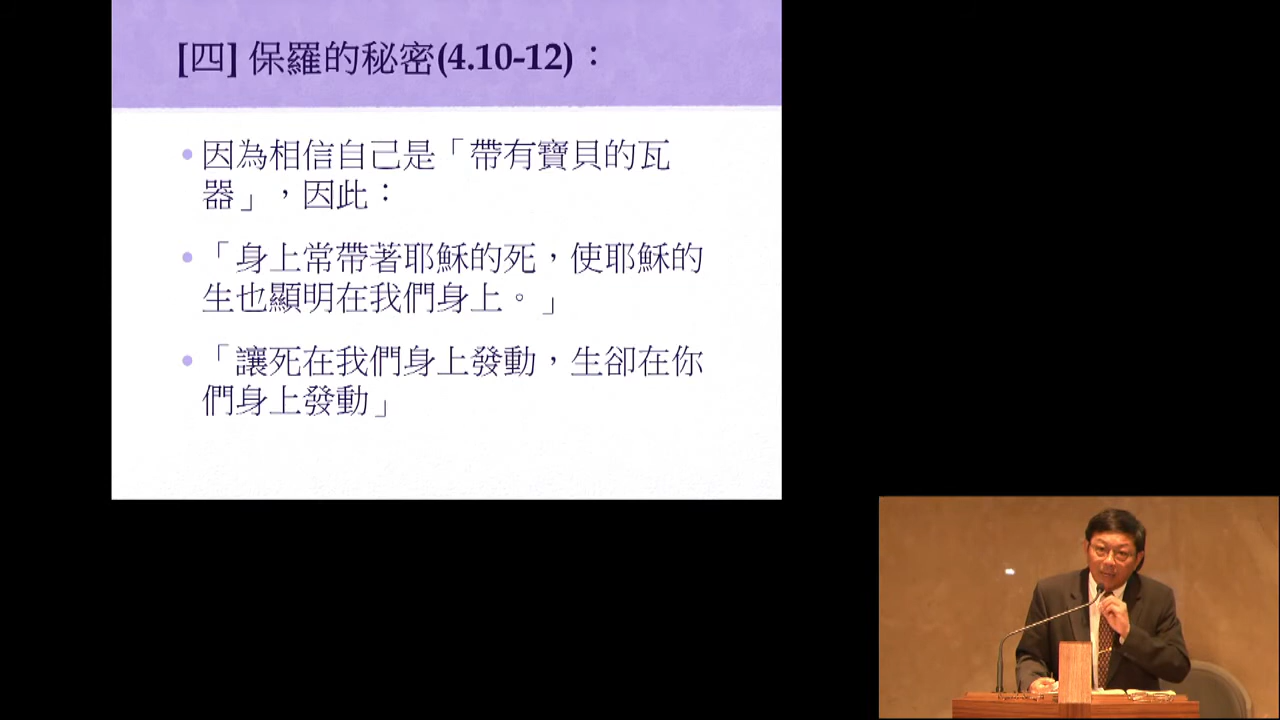 [四] 保羅的秘密(4.10-12)：
•因為相信自己是「帶有寶貝的瓦
器」，因此：
•「身上常帶著耶穌的死，使耶穌的
生也顯明在我們身上。」
•「讓死在我們身上發動，生卻在你
們身上發動」